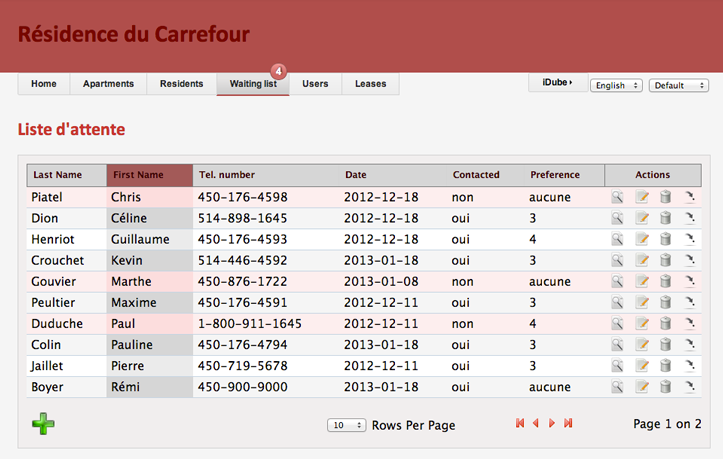 Résidence du Carrefour
4
Home Apartments Residents Waiting list Users Leases iDube English Default
Liste d'attente
Last Name First Name Tel. number Date Contacted Preference Actions
Piatel Chris 450-176-4598 2012-12-18 non aucune
Dion Céline 514-898-1645 2012-12-18 oui 3
Henriot Guillaume 450-176-4593 2012-12-18 oui 4
Crouchet Kevin 514-446-4592 2013-01-18 oui 3
Gouvier Marthe 450-876-1722 2013-01-08 non aucune
Peultier Maxime 450-176-4591 2012-12-11 oui 3
Duduche Paul 1-800-911-1645 2012-12-11 non 4
Colin Pauline 450-176-4794 2013-01-18 oui 3
Jaillet Pierre 450-719-5678 2012-12-11 oui 3
Boyer Rémi 450-900-9000 2013-01-18 oui aucune
10 Rows Per Page Page 1 on 2